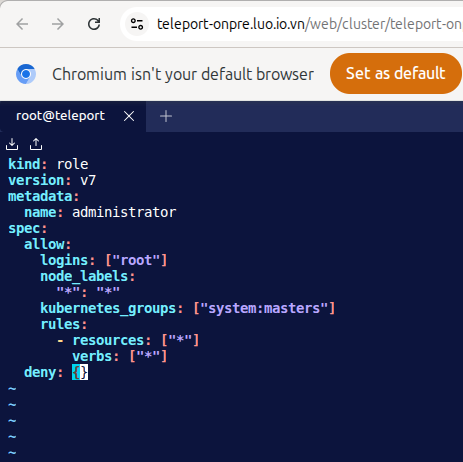 teleport-onpre.luo.io.vn/web/cluster/teleport-on
Chromium isn't your default browser
Set as default
root@teleport
kind: role
version: v7
metadata:
  name: administrator
spec:
  allow:
    logins: ["root"]
    node_labels:
      "*": "*"
    kubernetes_groups: ["system:masters"]
    rules:
      - resources: ["*"]
        verbs: ["*"]
  deny: {}
~
~
~
~
~